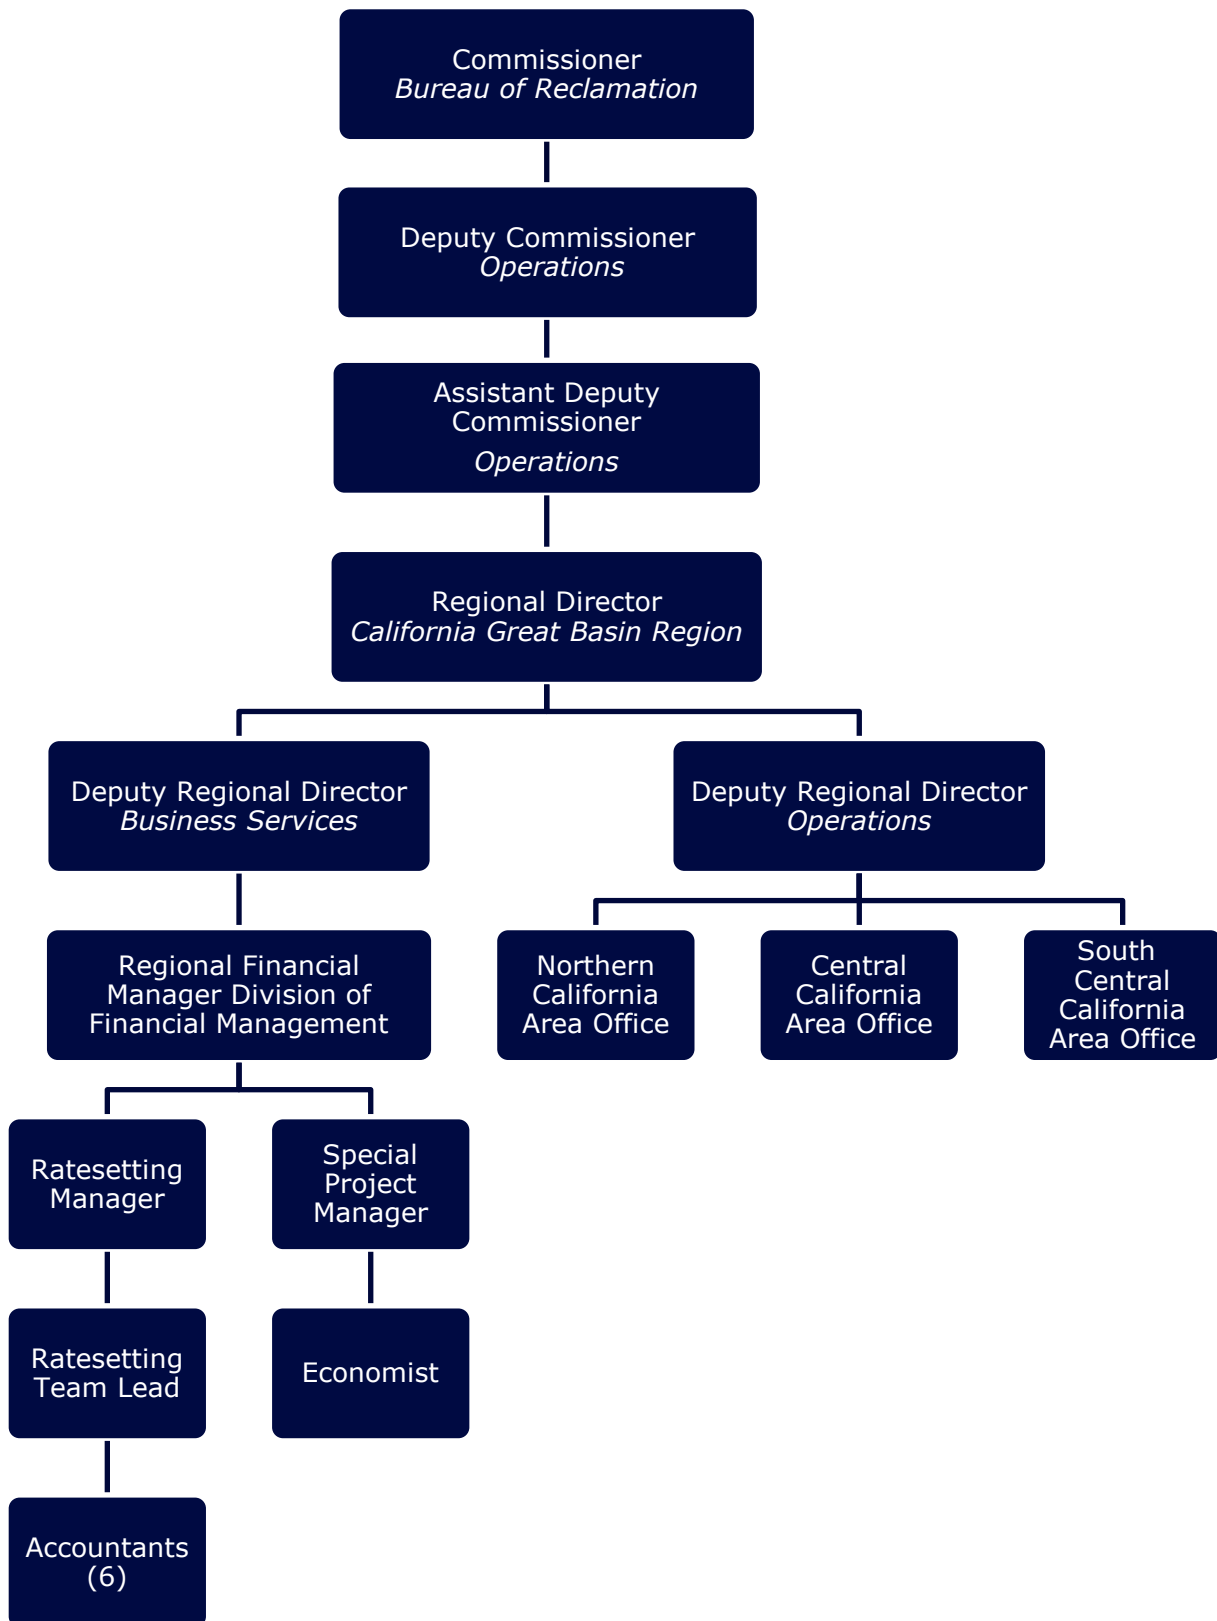 Commissioner
Bureau of Reclamation
Deputy Commissioner
Operations
Assistant Deputy
Commissioner
Operations
Regional Director
California Great Basin Region
Deputy Regional Director
Business Services
Deputy Regional Director
Operations
Regional Financial
Manager Division of
Financial Management
Northern
California
Area Office
Central
California
Area Office
South
Central
California
Area Office
Ratesetting
Manager
Special
Project
Manager
Ratesetting
Team Lead
Economist
Accountants
(6)